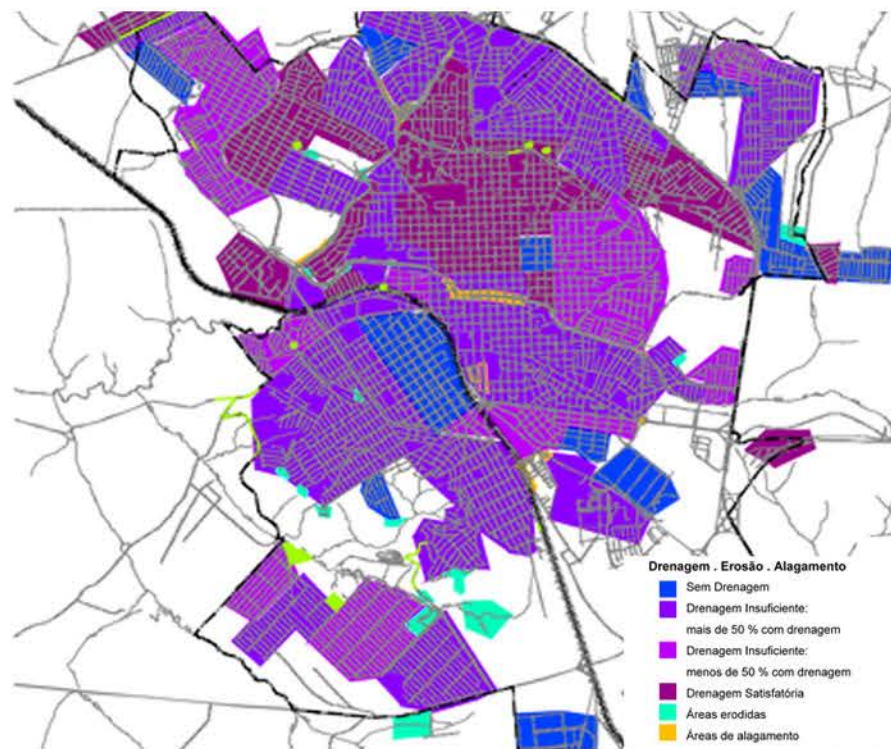 Drenagem . Erosão . Alagamento
Sem Drenagem
Drenagem Insuficiente:
mais de 50 % com drenagem
Drenagem Insuficiente:
menos de 50 % com drenagem
Drenagem Satisfatória
Áreas erodidas
Áreas de alagamento